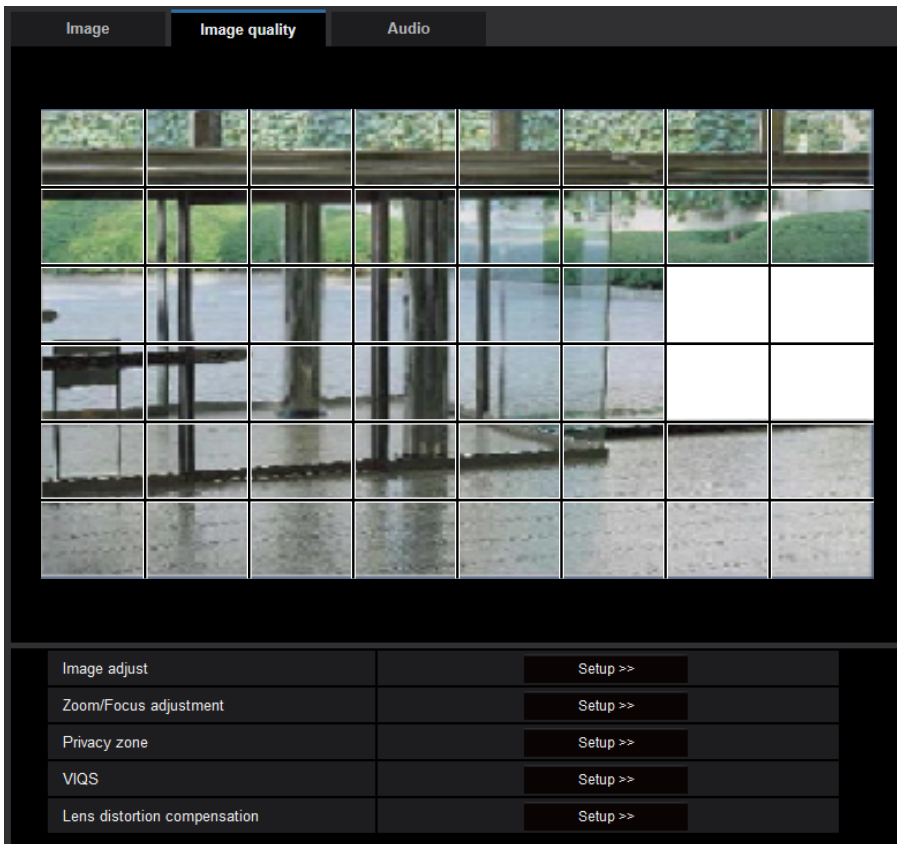 Image Image quality Audio
Image adjust Setup >>
Zoom/Focus adjustment Setup >>
Privacy zone Setup >>
VIQS Setup >>
Lens distortion compensation Setup >>